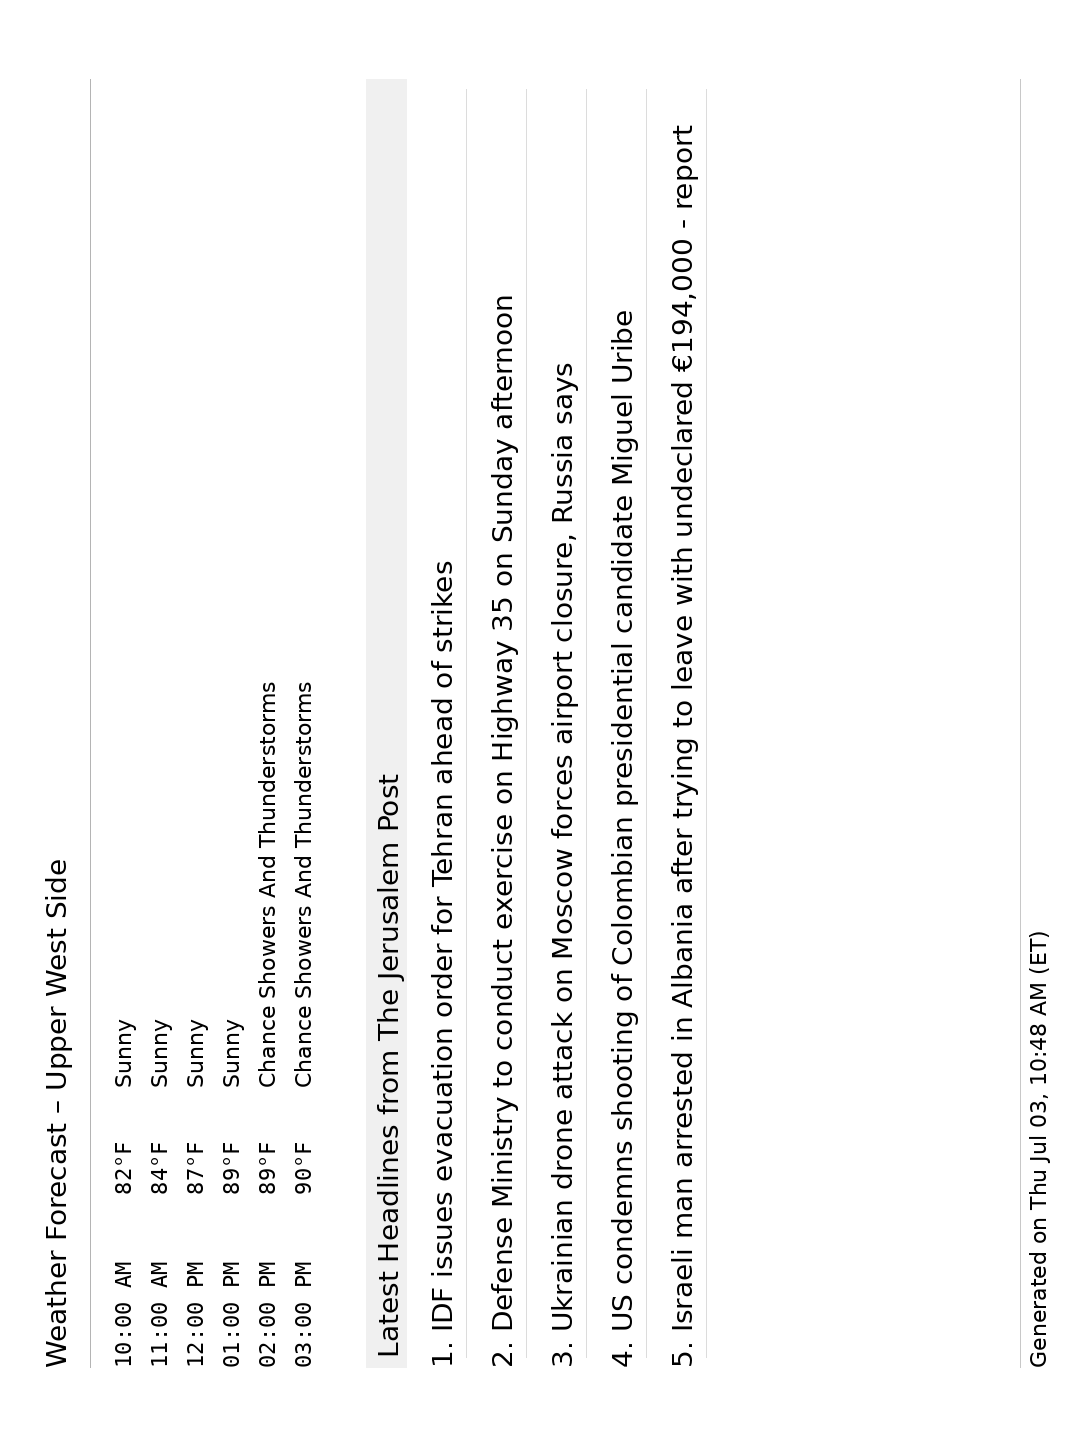 Weather Forecast – Upper West Side
10:00 AM 82°F Sunny
11:00 AM 84°F Sunny
12:00 PM 87°F Sunny
01:00 PM 89°F Sunny
02:00 PM 89°F Chance Showers And Thunderstorms
03:00 PM 90°F Chance Showers And Thunderstorms
Latest Headlines from The Jerusalem Post
1. IDF issues evacuation order for Tehran ahead of strikes
2. Defense Ministry to conduct exercise on Highway 35 on Sunday afternoon
3. Ukrainian drone attack on Moscow forces airport closure, Russia says
4. US condemns shooting of Colombian presidential candidate Miguel Uribe
5. Israeli man arrested in Albania after trying to leave with undeclared €194,000 - report
Generated on Thu Jul 03, 10:48 AM (ET)